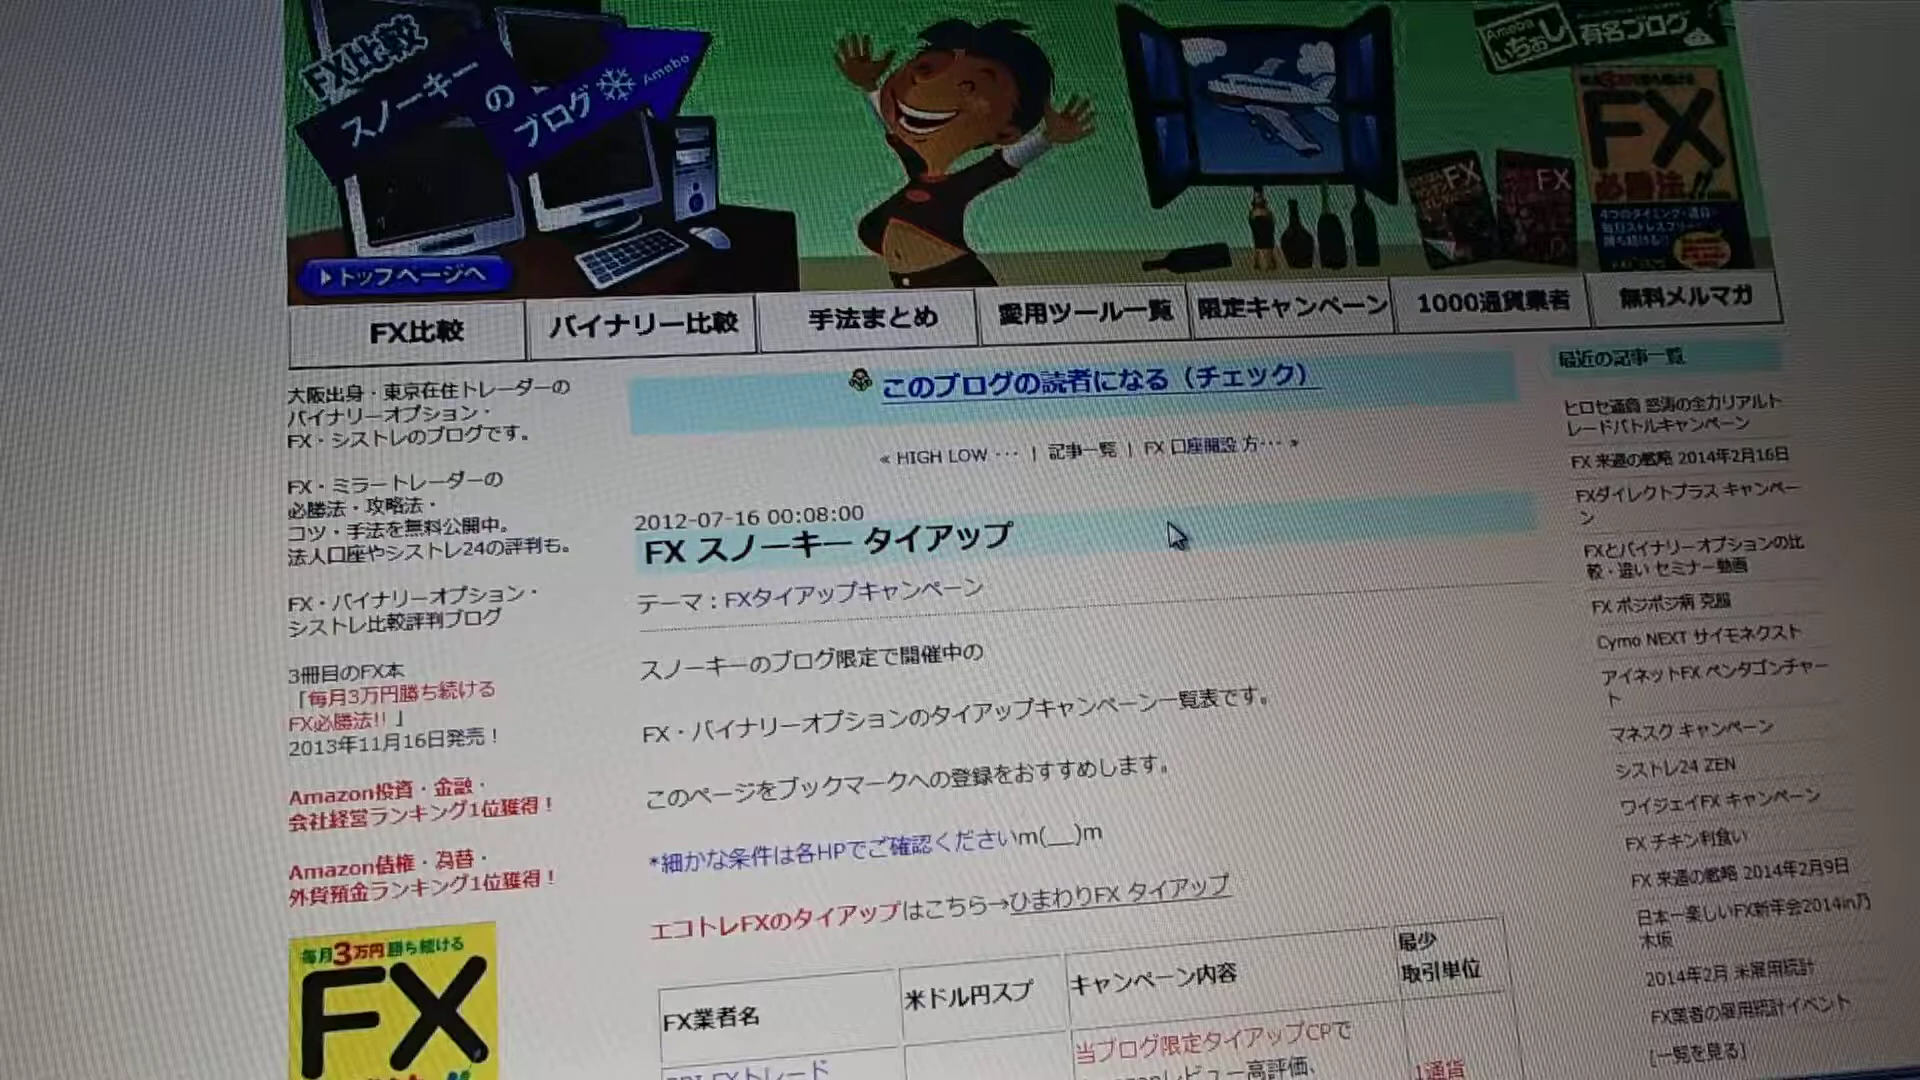 FX比較
スノーキー
の
ブログ
Ameba
いちおし
有名ブログ
FX
必勝法!!
FX
FX
トップページへ
FX比較
バイナリー比較
手法まとめ
愛用ツール一覧
限定キャンペーン
1000通貨業者
無料メルマガ
大阪出身・東京在住トレーダーの
バイナリーオプション・
FX・シストレのブログです。
FX・ミラートレーダーの
必勝法・攻略法・
コツ・手法を無料公開中。
法人口座やシストレ24の評判も。
FX・バイナリーオプション・
シストレ比較評判ブログ
3冊目のFX本
「毎月3万円勝ち続ける
FX必勝法!!」
2013年11月16日発売！
Amazon投資・金融・
会社経営ランキング1位獲得！
Amazon債権・為替・
外貨預金ランキング1位獲得！
毎月3万円勝ち続ける
FX
このブログの読者になる（チェック）
« HIGH LOW ･･･ | 記事一覧 | FX 口座開設 方･･･ »
2012-07-16 00:08:00
FX スノーキー タイアップ
テーマ：FXタイアップキャンペーン
スノーキーのブログ限定で開催中の
FX・バイナリーオプションのタイアップキャンペーン一覧表です。
このページをブックマークへの登録をおすすめします。
*細かな条件は各HPでご確認くださいm(__)m
エコトレFXのタイアップはこちら→ひまわりFX タイアップ
FX業者名
米ドル円スプ
キャンペーン内容
最少
取引単位
FXトレード
当ブログ限定タイアップCPで
レビュー高評価、
1通貨
最近の記事一覧
ヒロセ通商 怒涛の全力リアルト
レードバトルキャンペーン
FX 来週の戦略 2014年2月16日
FXダイレクトプラス キャンペー
ン
FXとバイナリーオプションの比
較・違い セミナー動画
FX ポジポジ病 克服
Cymo NEXT サイモネクスト
アイネットFX ペンタゴンチャー
ト
マネスク キャンペーン
シストレ24 ZEN
ワイジェイFX キャンペーン
FX チキン利食い
FX 来週の戦略 2014年2月9日
日本一楽しいFX新年会2014in乃
木坂
2014年2月 米雇用統計
FX業者の雇用統計イベント
[一覧を見る]